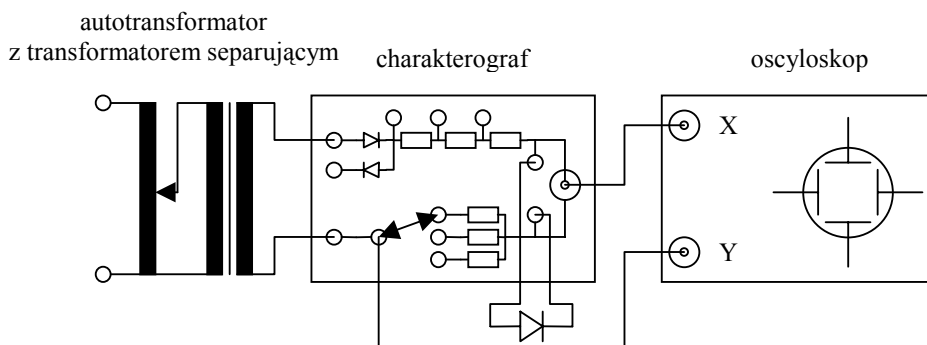 autotransformator
z transformatorem separującym
charakterograf
oscyloskop
X
Y